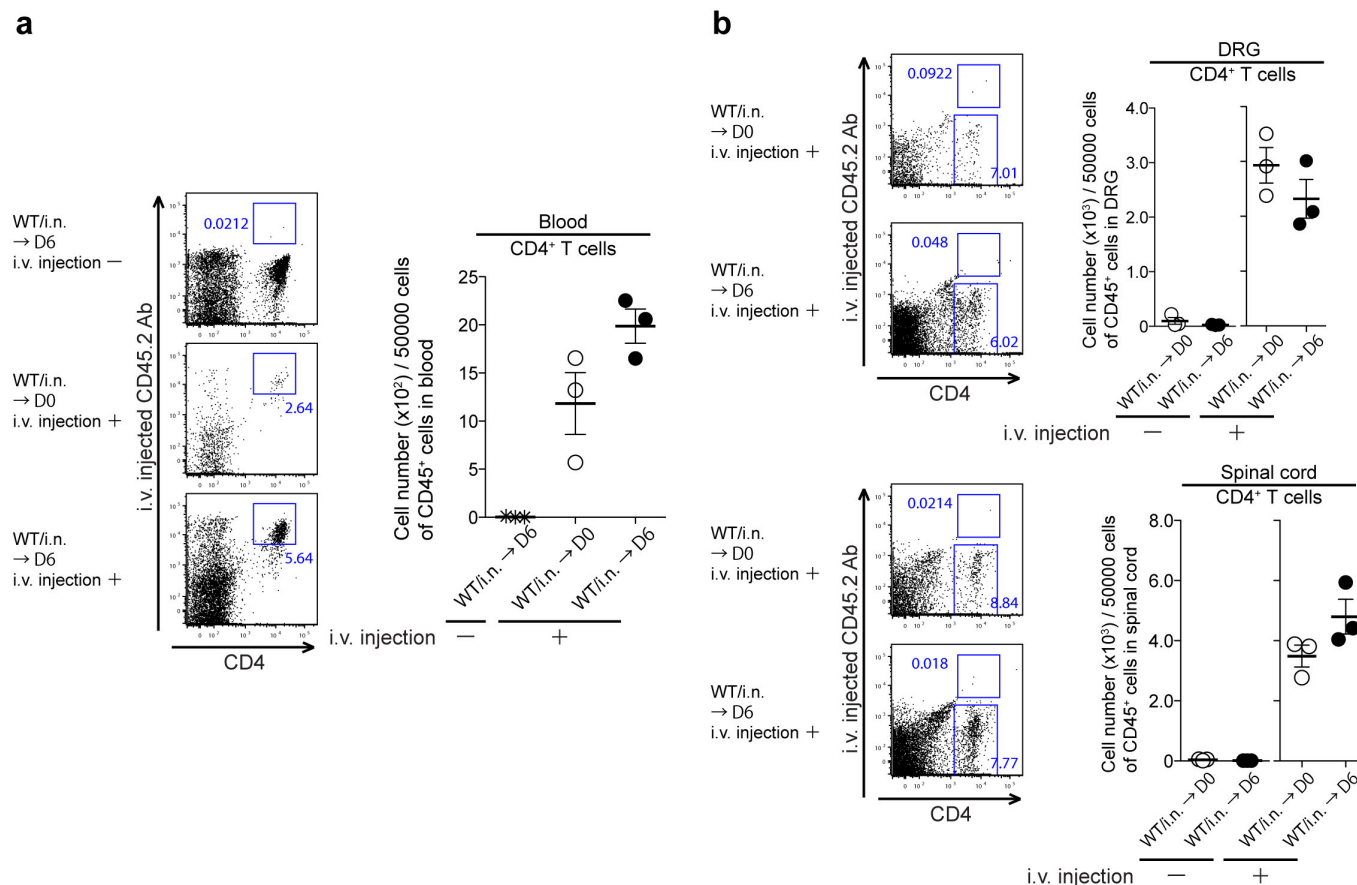 a
WT/i.n.
→ D6
i.v. injection −
WT/i.n.
→ D0
i.v. injection +
WT/i.n.
→ D6
i.v. injection +
i.v. injected CD45.2 Ab
0.0212
2.64
5.64
CD4
Blood
CD4⁺ T cells
Cell number (x10²) / 50000 cells
of CD45⁺ cells in blood
25
20
15
10
5
0
WT/i.n. → D6
WT/i.n. → D0
WT/i.n. → D6
i.v. injection − +
b
WT/i.n.
→ D0
i.v. injection +
WT/i.n.
→ D6
i.v. injection +
i.v. injected CD45.2 Ab
0.0922
7.01
0.048
6.02
CD4
DRG
CD4⁺ T cells
Cell number (x10³) / 50000 cells
of CD45⁺ cells in DRG
4.0
3.0
2.0
1.0
0
WT/i.n. → D0
WT/i.n. → D6
WT/i.n. → D0
WT/i.n. → D6
i.v. injection − +
WT/i.n.
→ D0
i.v. injection +
WT/i.n.
→ D6
i.v. injection +
i.v. injected CD45.2 Ab
0.0214
8.84
0.018
7.77
CD4
Spinal cord
CD4⁺ T cells
Cell number (x10³) / 50000 cells
of CD45⁺ cells in spinal cord
8.0
6.0
4.0
2.0
0
WT/i.n. → D0
WT/i.n. → D6
WT/i.n. → D0
WT/i.n. → D6
i.v. injection − +